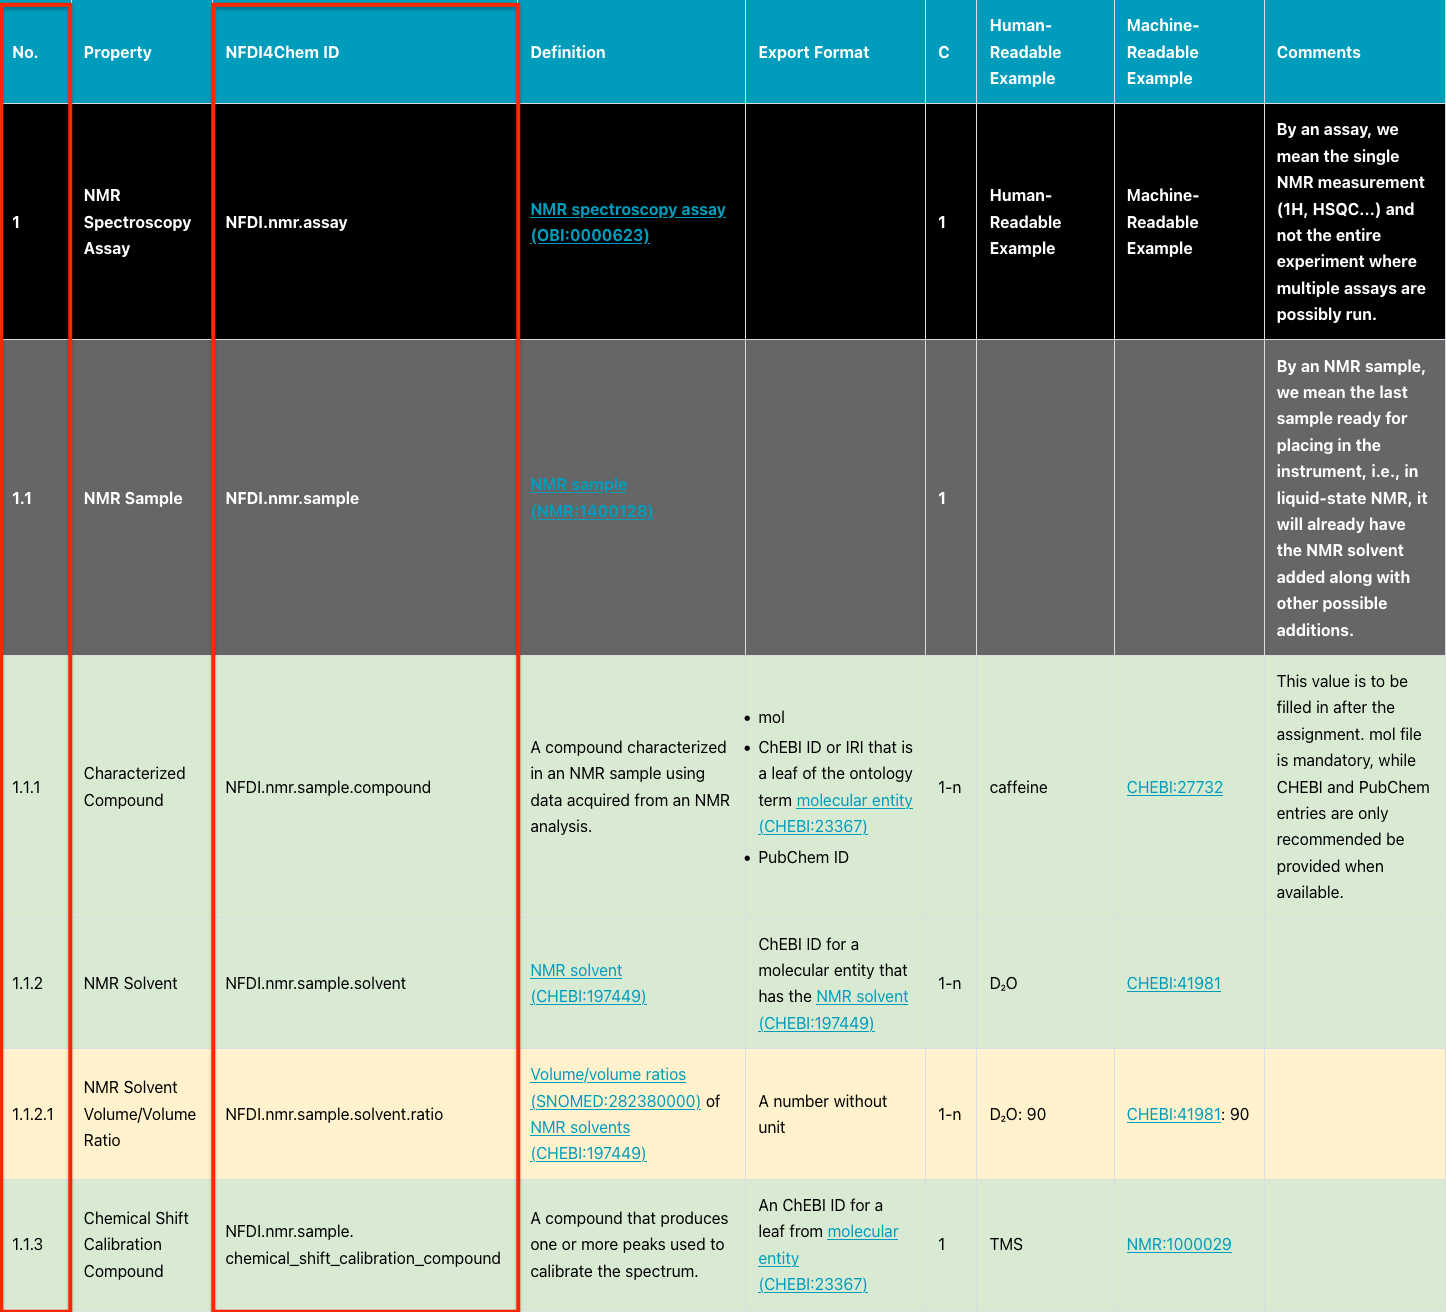 No.
Property
NFDI4Chem ID
Definition
Export Format
C
Human-
Readable
Example
Machine-
Readable
Example
Comments
1
NMR
Spectroscopy
Assay
NFDI.nmr.assay
NMR spectroscopy assay
(OBI:0000623)
1
Human-
Readable
Example
Machine-
Readable
Example
By an assay, we
mean the single
NMR measurement
(1H, HSQC...) and
not the entire
experiment where
multiple assays are
possibly run.
1.1
NMR Sample
NFDI.nmr.sample
NMR sample
(NMR:1400128)
1
By an NMR sample,
we mean the last
sample ready for
placing in the
instrument, i.e., in
liquid-state NMR, it
will already have
the NMR solvent
added along with
other possible
additions.
1.1.1
Characterized
Compound
NFDI.nmr.sample.compound
A compound characterized
in an NMR sample using
data acquired from an NMR
analysis.
• mol
• ChEBI ID or IRI that is
a leaf of the ontology
term molecular entity
(CHEBI:23367)
• PubChem ID
1-n
caffeine
CHEBI:27732
This value is to be
filled in after the
assignment. mol file
is mandatory, while
CHEBI and PubChem
entries are only
recommended be
provided when
available.
1.1.2
NMR Solvent
NFDI.nmr.sample.solvent
NMR solvent
(CHEBI:197449)
ChEBI ID for a
molecular entity that
has the NMR solvent
(CHEBI:197449)
1-n
D₂O
CHEBI:41981
1.1.2.1
NMR Solvent
Volume/Volume
Ratio
NFDI.nmr.sample.solvent.ratio
Volume/volume ratios
(SNOMED:282380000) of
NMR solvents
(CHEBI:197449)
A number without
unit
1-n
D₂O: 90
CHEBI:41981: 90
1.1.3
Chemical Shift
Calibration
Compound
NFDI.nmr.sample.
chemical_shift_calibration_compound
A compound that produces
one or more peaks used to
calibrate the spectrum.
An ChEBI ID for a
leaf from molecular
entity
(CHEBI:23367)
1
TMS
NMR:1000029